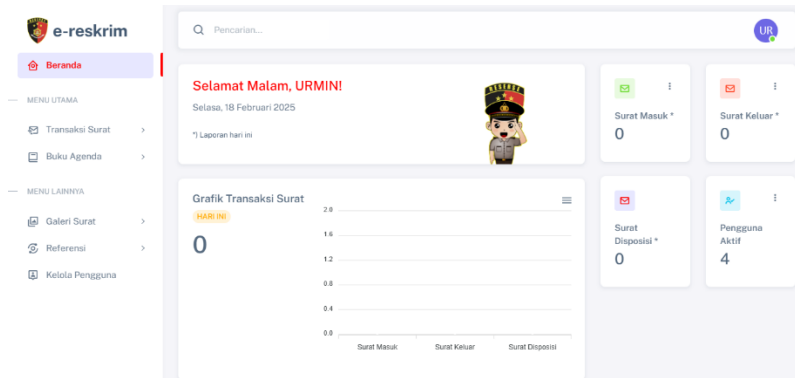 e-reskrim
Pencarian...
UR
Beranda
MENU UTAMA
Transaksi Surat
Buku Agenda
MENU LAINNYA
Galeri Surat
Referensi
Kelola Pengguna
Selamat Malam, URMIN!
Selasa, 18 Februari 2025
*) Laporan hari ini
RESERSE
Surat Masuk *
0
Surat Keluar *
0
Grafik Transaksi Surat
HARI INI
0
2.0
1.6
1.2
0.8
0.4
0.0
Surat Masuk Surat Keluar Surat Disposisi
Surat
Disposisi *
0
Pengguna
Aktif
4